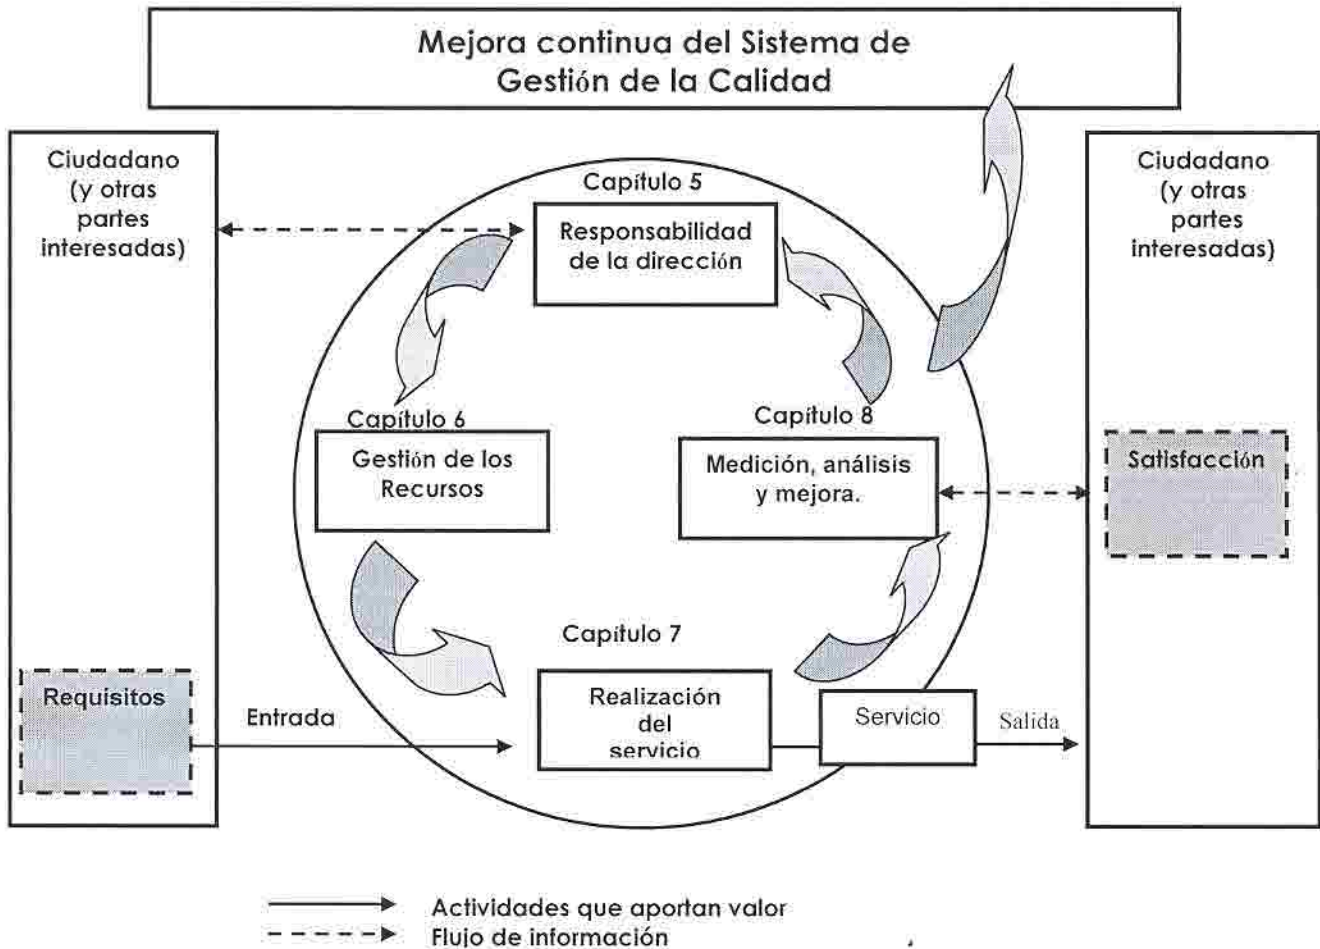 Mejora continua del Sistema de
Gestión de la Calidad
Ciudadano
(y otras
partes
interesadas)
Capítulo 5
Responsabilidad
de la dirección
Ciudadano
(y otras
partes
interesadas)
Capítulo 6
Gestión de los
Recursos
Capítulo 8
Medición, análisis
y mejora.
Satisfacción
Capítulo 7
Requisitos
Entrada
Realización
del
servicio
Servicio
Salida
Actividades que aportan valor
Flujo de información